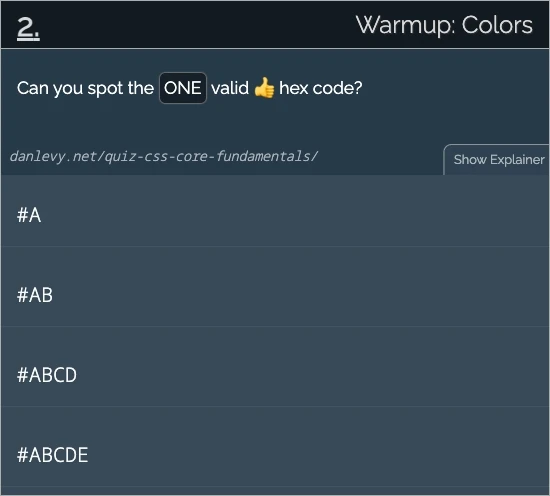 2.
Warmup: Colors
Can you spot the ONE valid 👍 hex code?
danlevy.net/quiz-css-core-fundamentals/
Show Explainer
#A
#AB
#ABCD
#ABCDE